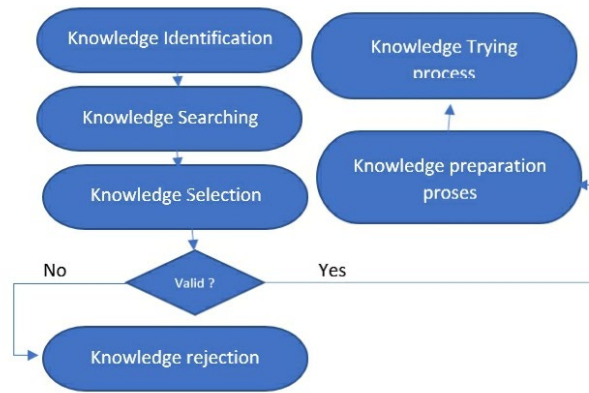 Knowledge Identification
Knowledge Searching
Knowledge Selection
Valid ?
No
Yes
Knowledge rejection
Knowledge Trying
process
Knowledge preparation
proses